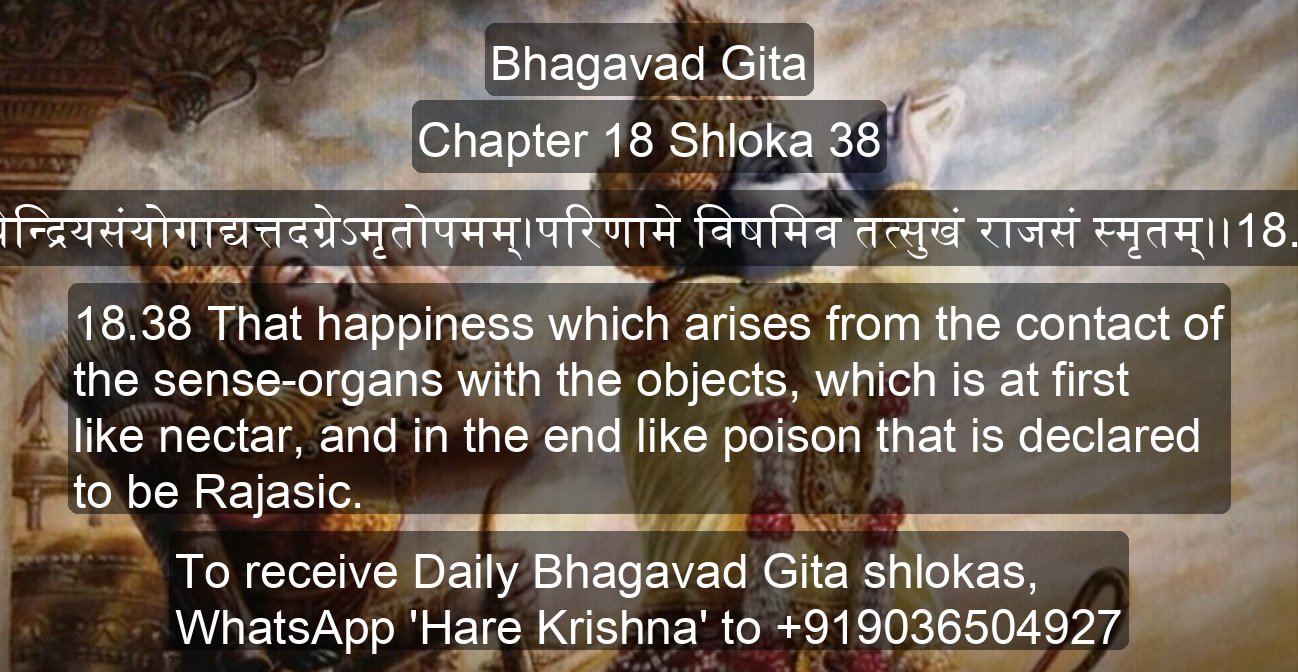 Bhagavad Gita
Chapter 18 Shloka 38
न्द्रियसंयोगाद्यत्तदग्रेऽमृतोपमम्।परिणामे विषमिव तत्सुखं राजसं स्मृतम्।।18.
18.38 That happiness which arises from the contact of
the sense-organs with the objects, which is at first
like nectar, and in the end like poison that is declared
to be Rajasic.
To receive Daily Bhagavad Gita shlokas,
WhatsApp 'Hare Krishna' to +919036504927